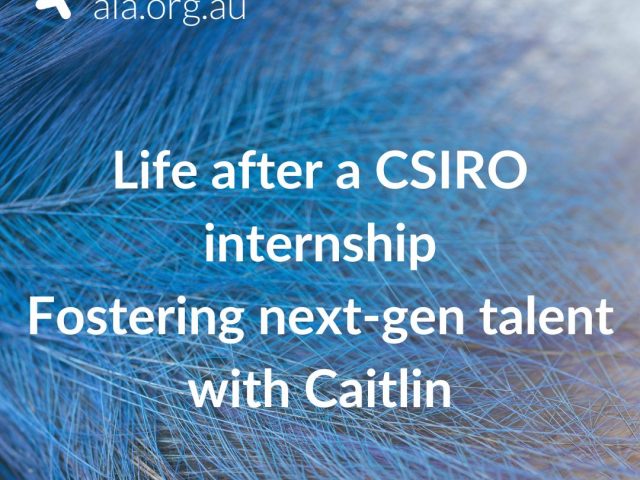 ala.org.au
Life after a CSIRO
internship
Fostering next-gen talent
with Caitlin